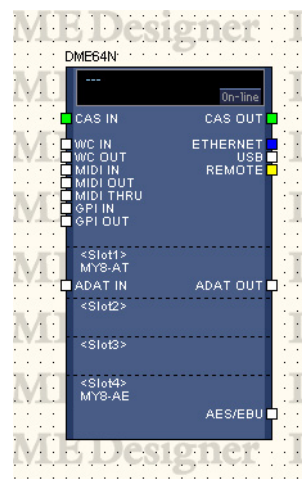 ME Designer
DME64N
---
On-line
CAS IN CAS OUT
WC IN ETHERNET
WC OUT USB
MIDI IN REMOTE
MIDI OUT
MIDI THRU
GPI IN
GPI OUT
<Slot1>
MY8-AT
ADAT IN ADAT OUT
<Slot2>
<Slot3>
<Slot4>
MY8-AE
AES/EBU
ME Designer